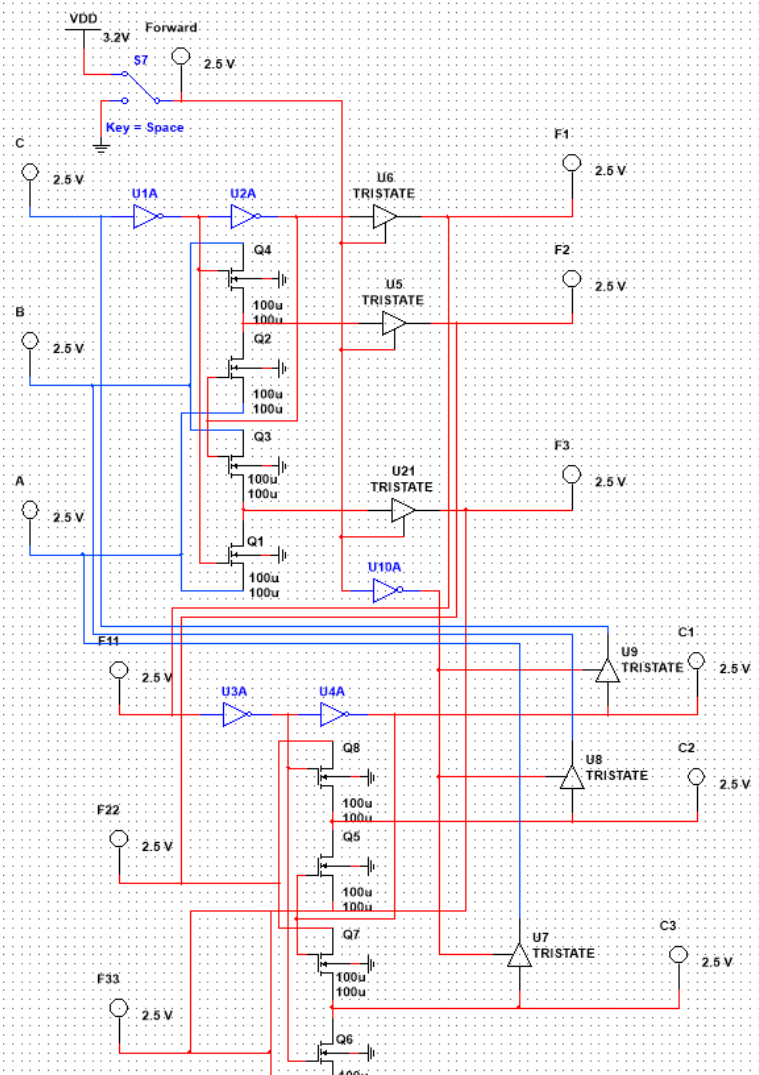 VDD
Forward
3.2V
S7
2.5 V
Key = Space
C
F1
2.5 V
U6
TRISTATE
2.5 V
U1A
U2A
Q4
F2
U5
TRISTATE
2.5 V
100u
100u
B
Q2
2.5 V
100u
100u
Q3
F3
U21
TRISTATE
2.5 V
A
100u
100u
2.5 V
Q1
U10A
100u
100u
F11
C1
U9
TRISTATE
2.5 V
2.5 V
U3A
U4A
Q8
C2
U8
TRISTATE
2.5 V
100u
100u
F22
Q5
2.5 V
100u
100u
C3
Q7
U7
TRISTATE
2.5 V
F33
100u
100u
2.5 V
Q6
100u